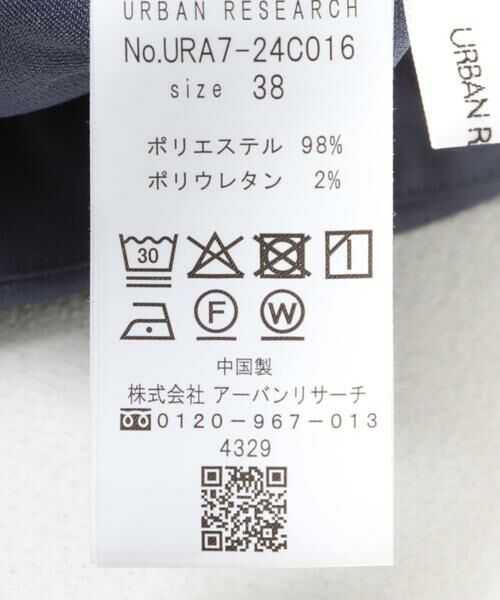 URBAN RESEARCH
No.URA7-24C016
size 38
ポリエステル 98%
ポリウレタン 2%
30
F W
中国製
株式会社 アーバンリサーチ
0120-967-013
4329
URBAN R